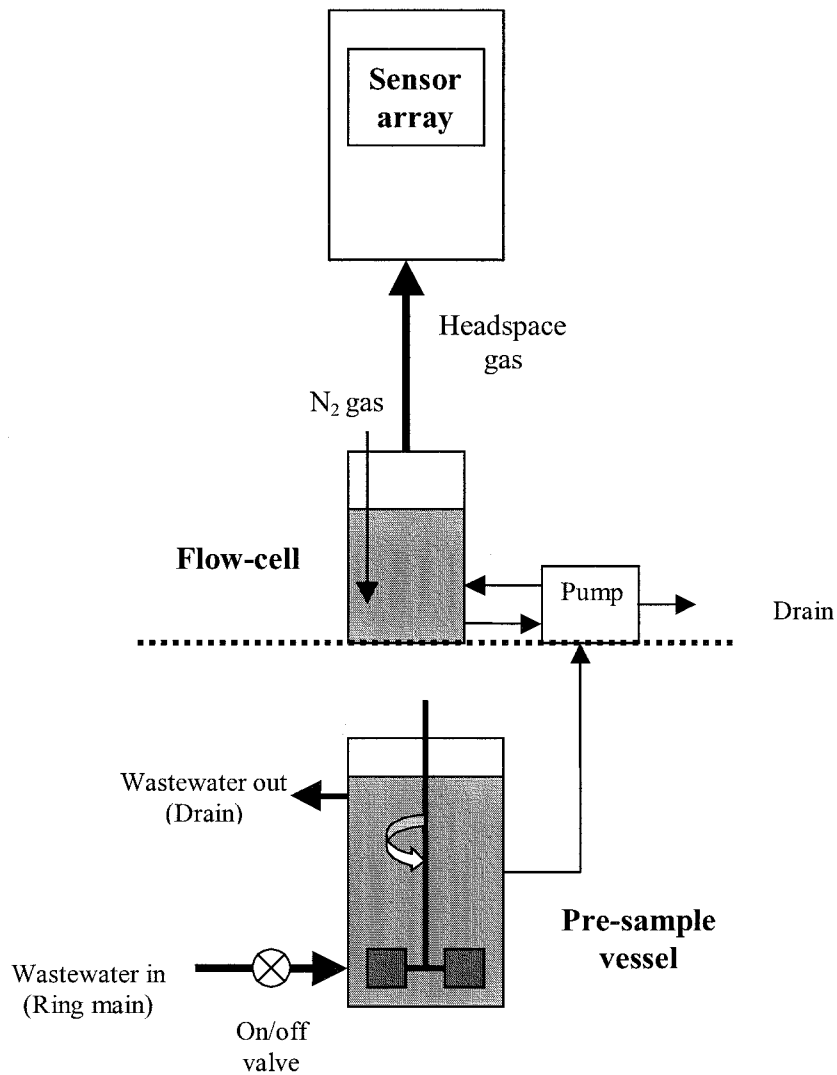 Sensor
array
Headspace
gas
N₂ gas
Flow-cell
Pump
Drain
Wastewater out
(Drain)
Pre-sample
vessel
Wastewater in
(Ring main)
On/off
valve